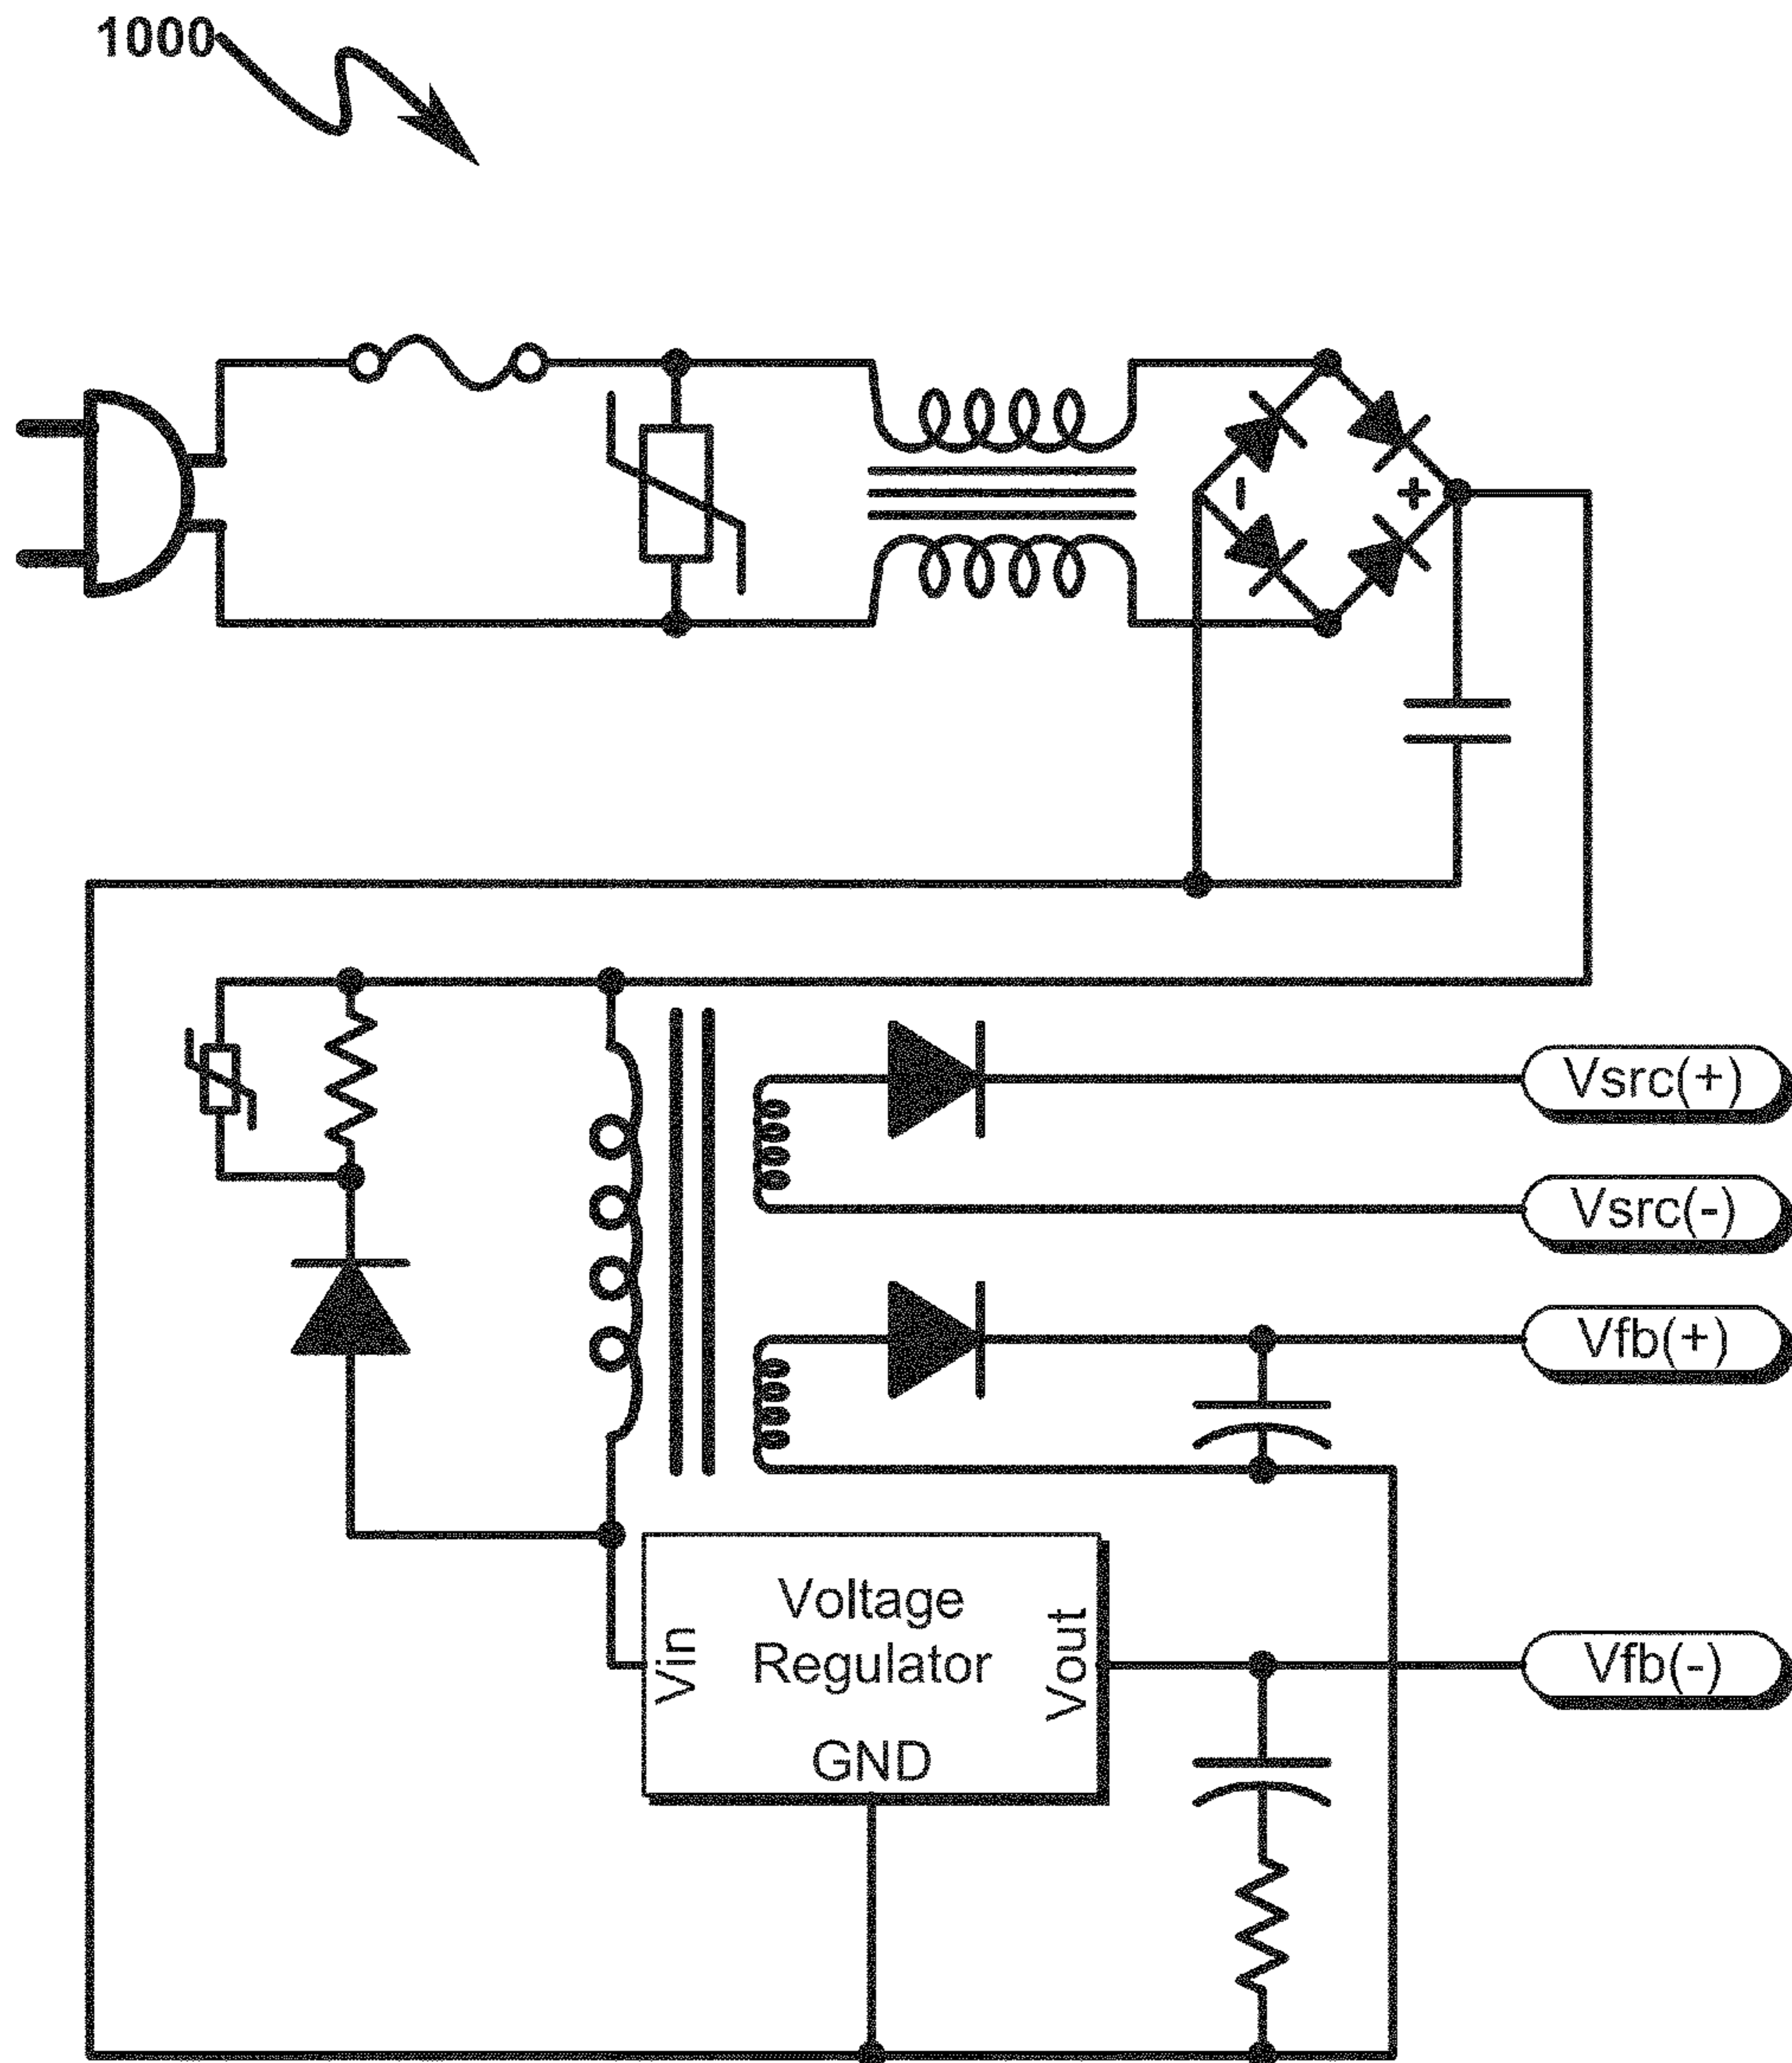 1000
-
+
Vsrc(+)
Vsrc(-)
Vfb(+)
Voltage
Regulator
Vin
Vout
GND
Vfb(-)